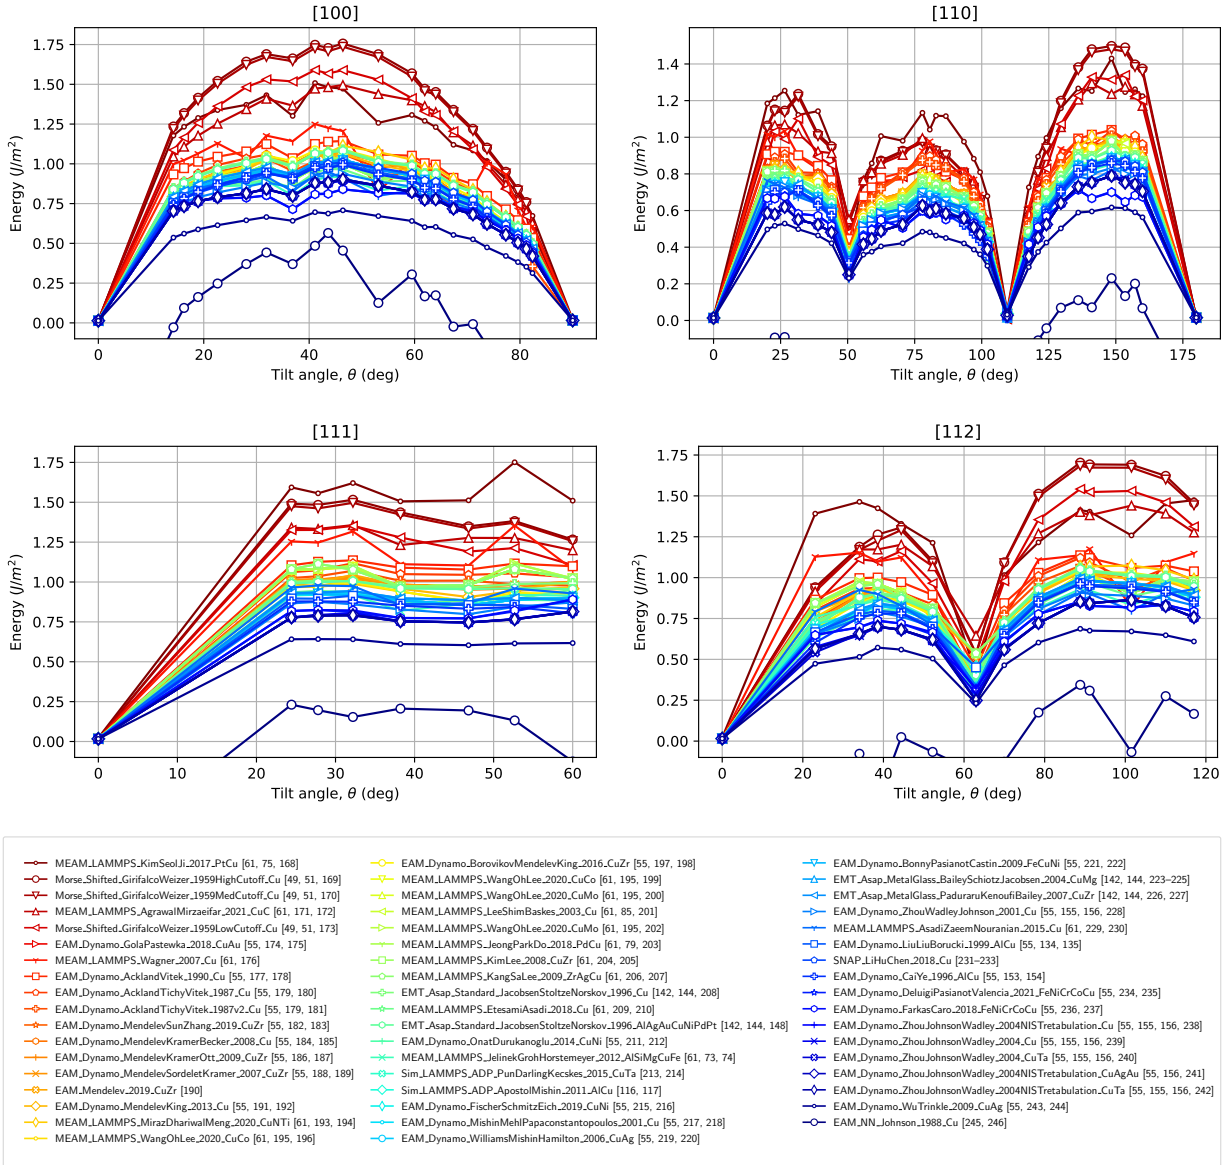 [100]
Energy (J/m²)
1.75
1.50
1.25
1.00
0.75
0.50
0.25
0.00
0 20 40 60 80
Tilt angle, θ (deg)
[110]
Energy (J/m²)
1.4
1.2
1.0
0.8
0.6
0.4
0.2
0.0
0 25 50 75 100 125 150 175
Tilt angle, θ (deg)
[111]
Energy (J/m²)
1.75
1.50
1.25
1.00
0.75
0.50
0.25
0.00
0 10 20 30 40 50 60
Tilt angle, θ (deg)
[112]
Energy (J/m²)
1.75
1.50
1.25
1.00
0.75
0.50
0.25
0.00
0 20 40 60 80 100 120
Tilt angle, θ (deg)
MEAM_LAMMPS_KimSeolJi_2017_PtCu [61, 75, 168]
Morse_Shifted_GirifalcoWeizer_1959HighCutoff_Cu [49, 51, 169]
Morse_Shifted_GirifalcoWeizer_1959MedCutoff_Cu [49, 51, 170]
MEAM_LAMMPS_AgrawalMirzaeifar_2021_CuC [61, 171, 172]
Morse_Shifted_GirifalcoWeizer_1959LowCutoff_Cu [49, 51, 173]
EAM_Dynamo_GolaPastewka_2018_CuAu [55, 174, 175]
MEAM_LAMMPS_Wagner_2007_Cu [61, 176]
EAM_Dynamo_AcklandVitek_1990_Cu [55, 177, 178]
EAM_Dynamo_AcklandTichyVitek_1987_Cu [55, 179, 180]
EAM_Dynamo_AcklandTichyVitek_1987v2_Cu [55, 179, 181]
EAM_Dynamo_MendelevSunZhang_2019_CuZr [55, 182, 183]
EAM_Dynamo_MendelevKramerBecker_2008_Cu [55, 184, 185]
EAM_Dynamo_MendelevKramerOtt_2009_CuZr [55, 186, 187]
EAM_Dynamo_MendelevSordeletKramer_2007_CuZr [55, 188, 189]
EAM_Mendelev_2019_CuZr [190]
EAM_Dynamo_MendelevKing_2013_Cu [55, 191, 192]
MEAM_LAMMPS_MirazDhariwalMeng_2020_CuNTi [61, 193, 194]
MEAM_LAMMPS_WangOhLee_2020_CuCo [61, 195, 196]
EAM_Dynamo_BorovikovMendelevKing_2016_CuZr [55, 197, 198]
MEAM_LAMMPS_WangOhLee_2020_CuCo [61, 195, 199]
MEAM_LAMMPS_WangOhLee_2020_CuMo [61, 195, 200]
MEAM_LAMMPS_LeeShimBaskes_2003_Cu [61, 85, 201]
MEAM_LAMMPS_WangOhLee_2020_CuMo [61, 195, 202]
MEAM_LAMMPS_JeongParkDo_2018_PdCu [61, 79, 203]
MEAM_LAMMPS_KimLee_2008_CuZr [61, 204, 205]
MEAM_LAMMPS_KangSaLee_2009_ZrAgCu [61, 206, 207]
EMT_Asap_Standard_JacobsenStoltzeNorskov_1996_Cu [142, 144, 208]
MEAM_LAMMPS_EtesamiAsadi_2018_Cu [61, 209, 210]
EMT_Asap_Standard_JacobsenStoltzeNorskov_1996_AlAgAuCuNiPdPt [142, 144, 148]
EAM_Dynamo_OnatDurukanoglu_2014_CuNi [55, 211, 212]
MEAM_LAMMPS_JelinekGrohHorstemeyer_2012_AlSiMgCuFe [61, 73, 74]
Sim_LAMMPS_ADP_PunDarlingKecskes_2015_CuTa [213, 214]
Sim_LAMMPS_ADP_ApostolMishin_2011_AlCu [116, 117]
EAM_Dynamo_FischerSchmitzEich_2019_CuNi [55, 215, 216]
EAM_Dynamo_MishinMehlPapaconstantopoulos_2001_Cu [55, 217, 218]
EAM_Dynamo_WilliamsMishinHamilton_2006_CuAg [55, 219, 220]
EAM_Dynamo_BonnyPasianotCastin_2009_FeCuNi [55, 221, 222]
EMT_Asap_MetalGlass_BaileySchiotzJacobsen_2004_CuMg [142, 144, 223–225]
EMT_Asap_MetalGlass_PaduraruKenoufiBailey_2007_CuZr [142, 144, 226, 227]
EAM_Dynamo_ZhouWadleyJohnson_2001_Cu [55, 155, 156, 228]
MEAM_LAMMPS_AsadiZaeemNouranian_2015_Cu [61, 229, 230]
EAM_Dynamo_LiuLiuBorucki_1999_AlCu [55, 134, 135]
SNAP_LiHuChen_2018_Cu [231–233]
EAM_Dynamo_CaiYe_1996_AlCu [55, 153, 154]
EAM_Dynamo_DeluigiPasianotValencia_2021_FeNiCrCoCu [55, 234, 235]
EAM_Dynamo_FarkasCaro_2018_FeNiCrCoCu [55, 236, 237]
EAM_Dynamo_ZhouJohnsonWadley_2004NISTretabulation_Cu [55, 155, 156, 238]
EAM_Dynamo_ZhouJohnsonWadley_2004_Cu [55, 155, 156, 239]
EAM_Dynamo_ZhouJohnsonWadley_2004_CuTa [55, 155, 156, 240]
EAM_Dynamo_ZhouJohnsonWadley_2004NISTretabulation_CuAgAu [55, 156, 241]
EAM_Dynamo_ZhouJohnsonWadley_2004NISTretabulation_CuTa [55, 155, 156, 242]
EAM_Dynamo_WuTrinkle_2009_CuAg [55, 243, 244]
EAM_NN_Johnson_1988_Cu [245, 246]